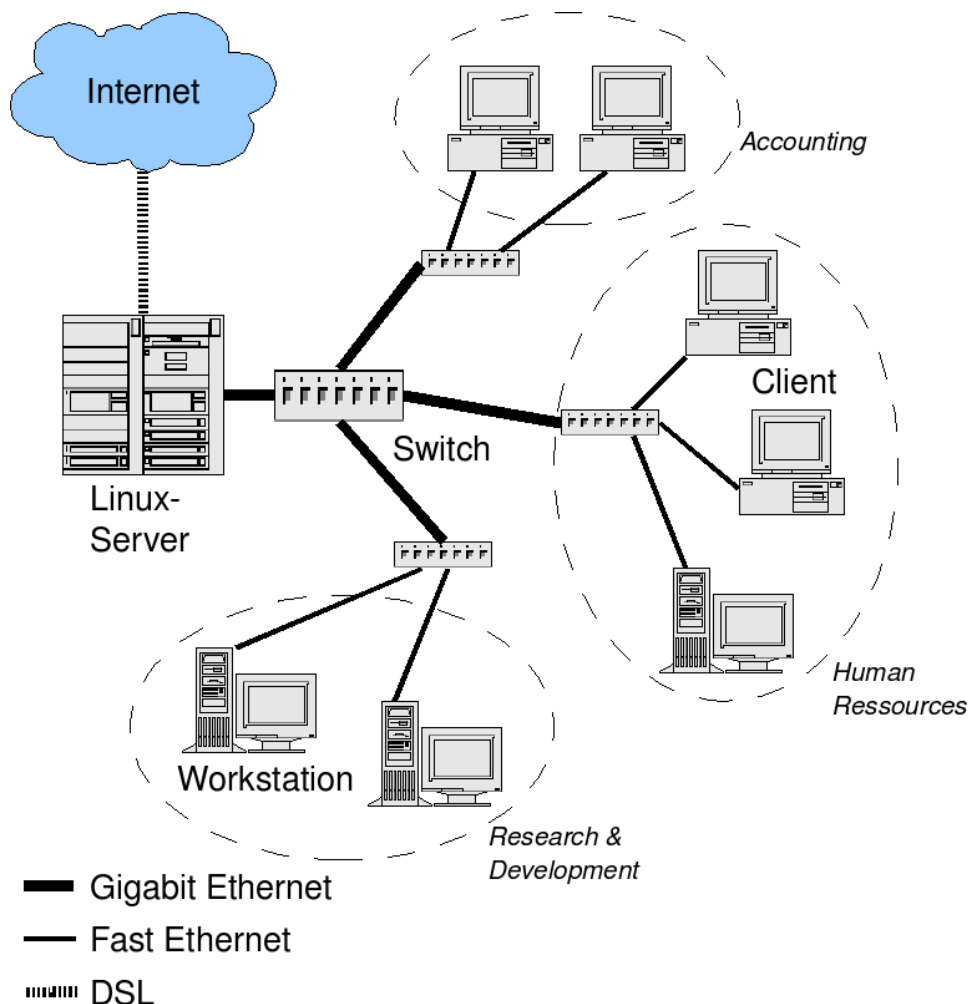 Internet
Accounting
Client
Switch
Linux-
Server
Human
Ressources
Workstation
Research &
Development
Gigabit Ethernet
Fast Ethernet
DSL